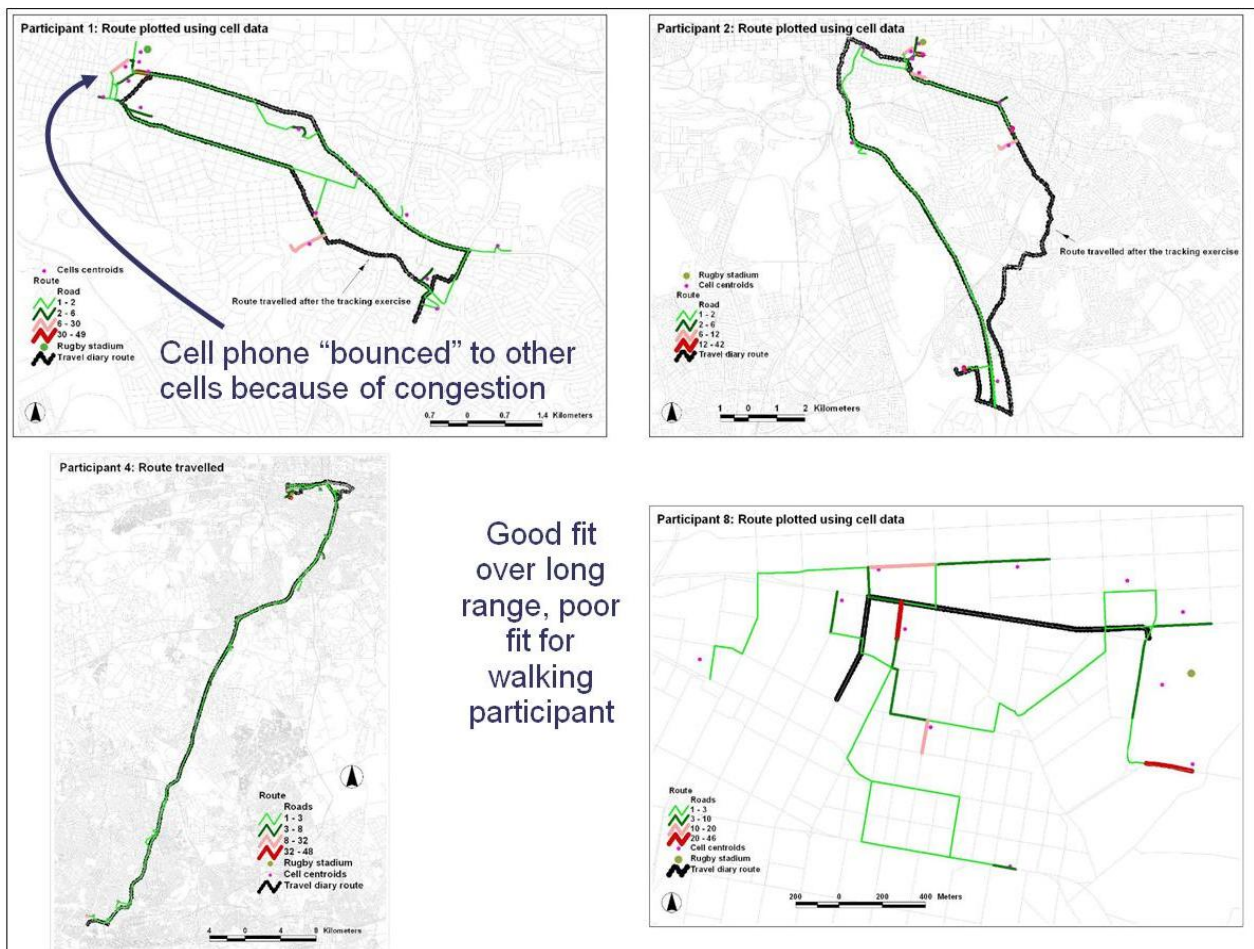 Participant 1: Route plotted using cell data
Cells centroids
Route
Road
1 - 2
2 - 6
6 - 30
30 - 49
Rugby stadium
Travel diary route
Route travelled after the tracking exercise
Cell phone “bounced” to other
cells because of congestion
0.7 0 0.7 1.4 Kilometers
Participant 2: Route plotted using cell data
Route travelled after the tracking exercise
Rugby stadium
Cell centroids
Route
Road
1 - 2
2 - 6
6 - 12
12 - 42
Travel diary route
1 0 1 2 Kilometers
Participant 4: Route travelled
Route
Roads
1 - 3
3 - 8
8 - 32
32 - 48
Rugby stadium
Cell centroids
Travel diary route
4 0 4 8 Kilometers
Good fit
over long
range, poor
fit for
walking
participant
Participant 8: Route plotted using cell data
Route
Roads
1 - 3
3 - 10
10 - 20
20 - 46
Cell centroids
Rugby stadium
Travel diary route
200 0 200 400 Meters